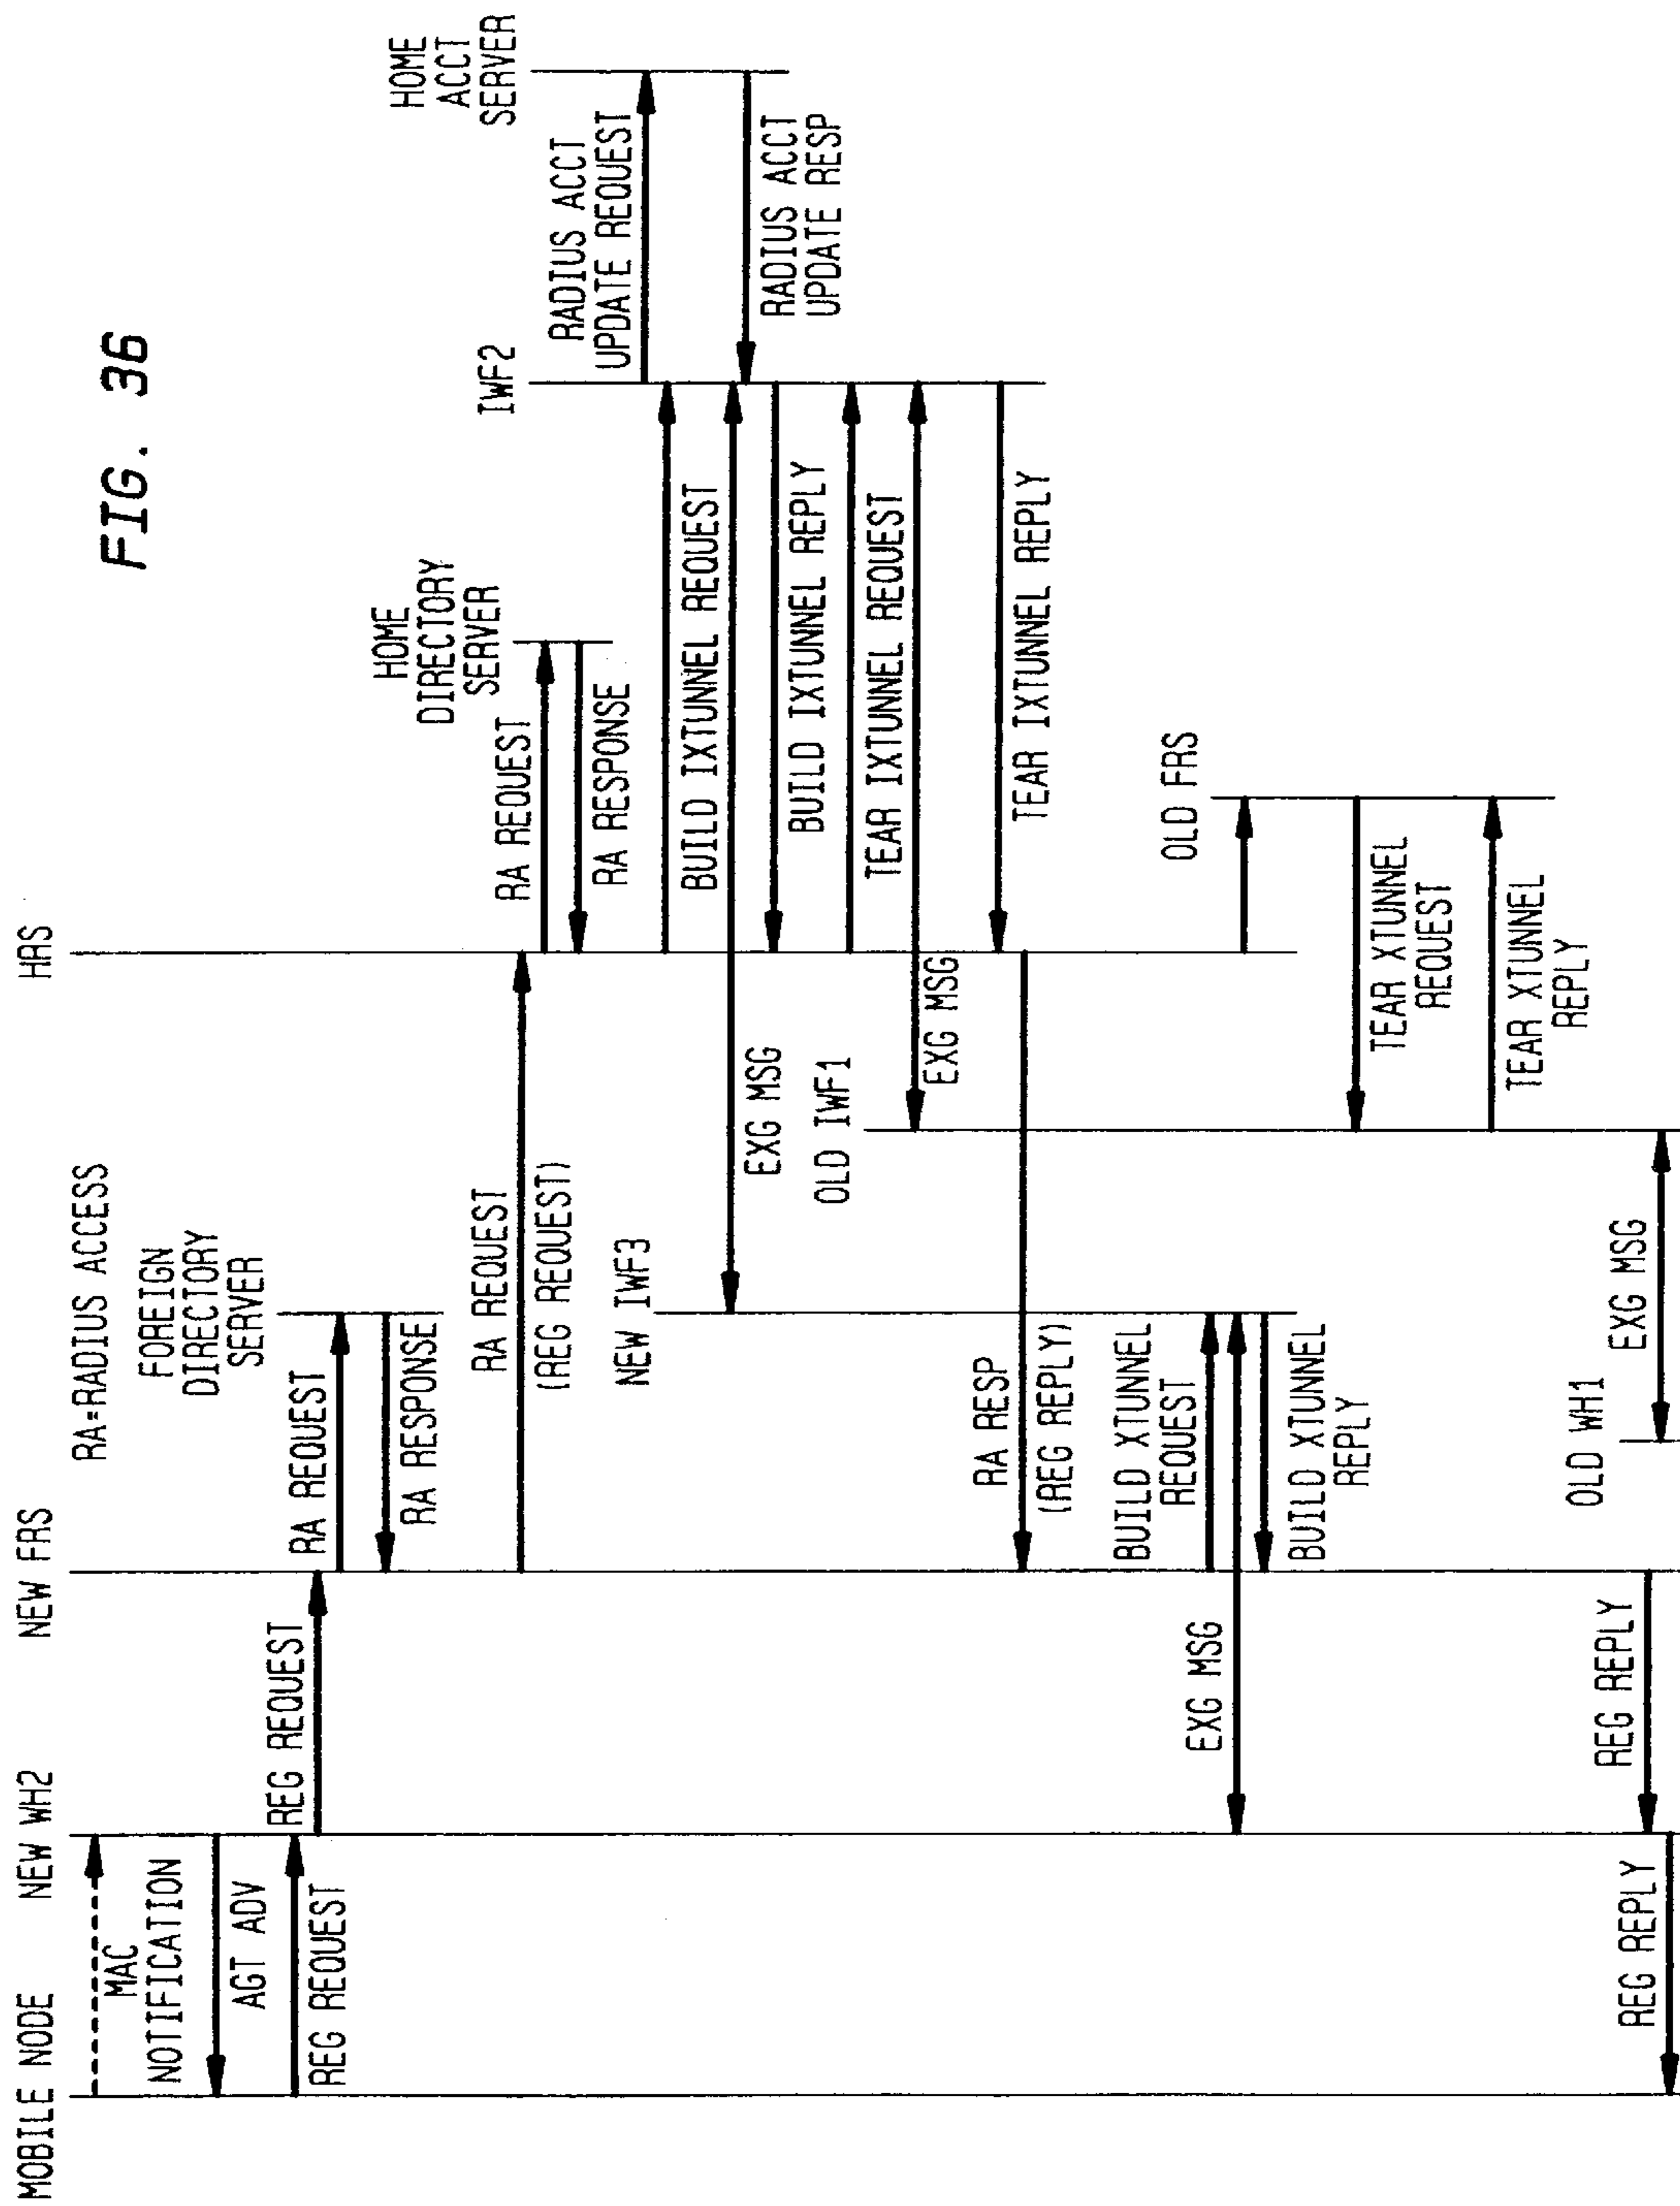 FIG. 36
MOBILE NODE
NEW WH2
NEW FRS
RA=RADIUS ACCESS
HRS
MAC
NOTIFICATION
AGT ADV
REG REQUEST
REG REQUEST
FOREIGN
DIRECTORY
SERVER
RA REQUEST
RA RESPONSE
RA REQUEST
(REG REQUEST)
HOME
DIRECTORY
SERVER
RA REQUEST
RA RESPONSE
IWF2
HOME
ACCT
SERVER
RADIUS ACCT
UPDATE REQUEST
RADIUS ACCT
UPDATE RESP
BUILD IXTUNNEL REQUEST
NEW IWF3
EXG MSG
BUILD IXTUNNEL REPLY
TEAR IXTUNNEL REQUEST
OLD IWF1
EXG MSG
TEAR IXTUNNEL REPLY
RA RESP
(REG REPLY)
BUILD XTUNNEL
REQUEST
EXG MSG
BUILD XTUNNEL
REPLY
OLD FRS
TEAR XTUNNEL
REQUEST
TEAR XTUNNEL
REPLY
OLD WH1
EXG MSG
REG REPLY
REG REPLY